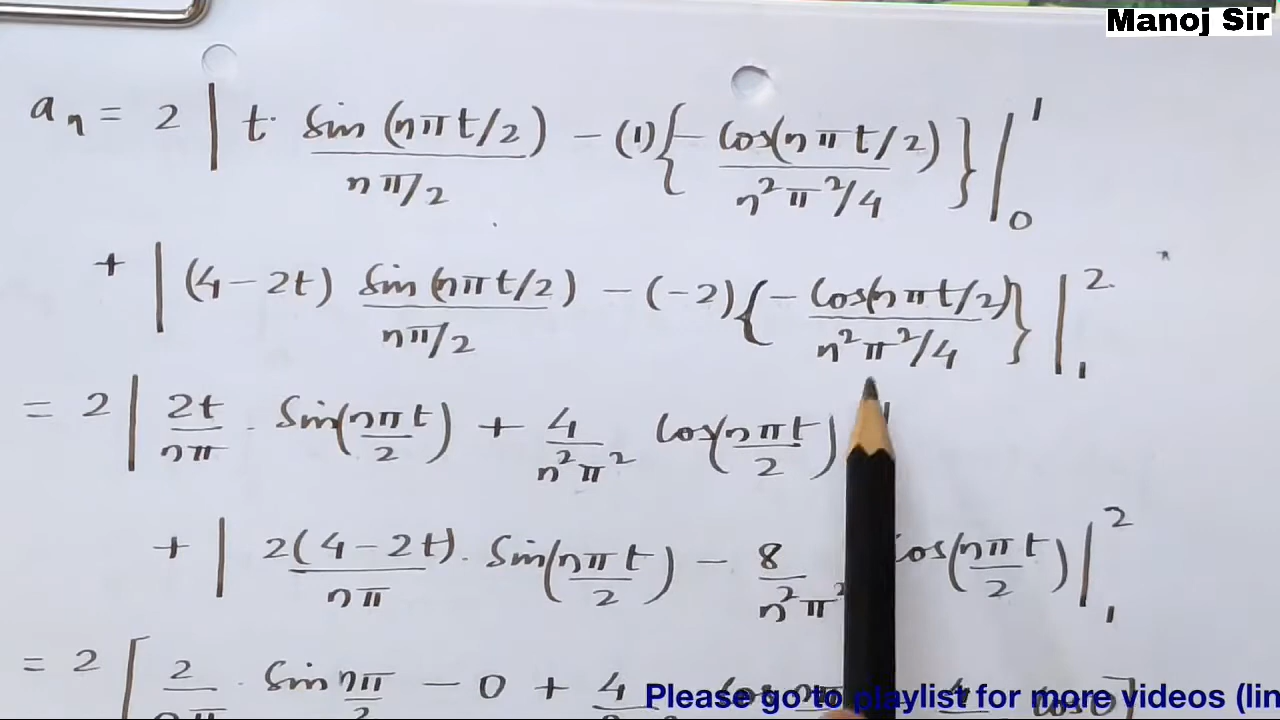 Manoj Sir
aₙ = 2 | t· sin(nπt/2) / nπ/2 − (1){− cos(nπt/2) / n²π²/4} |₀¹
+ | (4−2t) sin(nπt/2) / nπ/2 − (−2){− cos(nπt/2) / n²π²/4} |₁²
= 2 | 2t/nπ · sin(nπt/2) + 4/n²π² cos(nπt/2)
+ | 2(4−2t)/nπ · sin(nπt/2) − 8/n²π² cos(nπt/2) |₁²
= 2 [ 2/nπ · sin nπ/2 − 0 + 4
Please go to playlist for more videos (lin